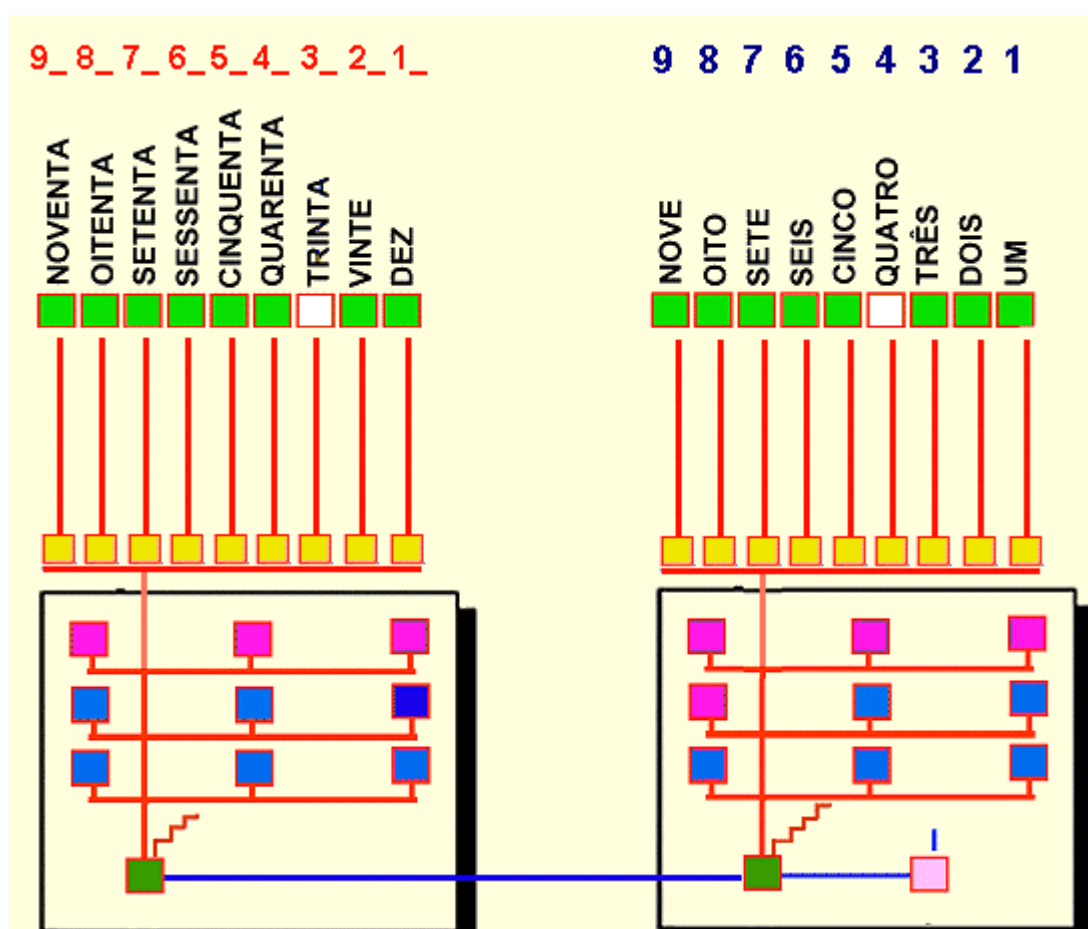 9_ 8_ 7_ 6_ 5_ 4_ 3_ 2_ 1_
9 8 7 6 5 4 3 2 1
NOVENTA
OITENTA
SETENTA
SESSSENTA
CINQUENTA
QUARENTA
TRINTA
VINTE
DEZ
NOVE
OITO
SETE
SEIS
CINCO
QUATRO
TRÊS
DOIS
UM